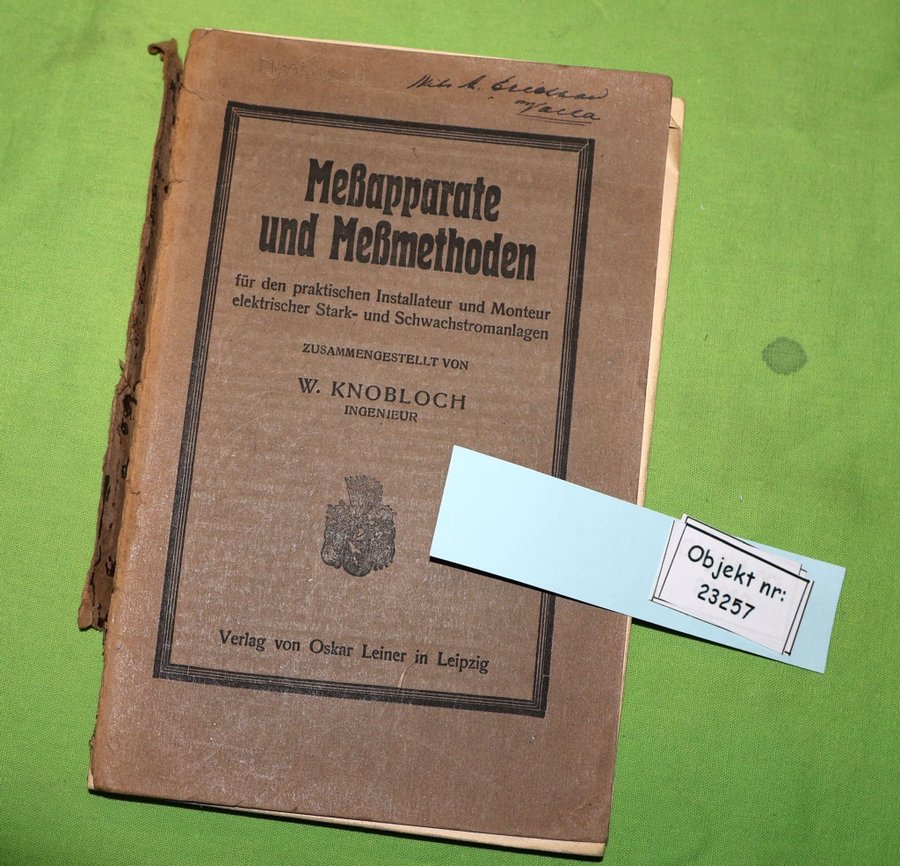 Meßapparate
und Meßmethoden
für den praktischen Installateur und Monteur
elektrischer Stark- und Schwachstromanlagen
ZUSAMMENGESTELLT VON
W. KNOBLOCH
INGENIEUR
Verlag von Oskar Leiner in Leipzig
Objekt nr:
23257